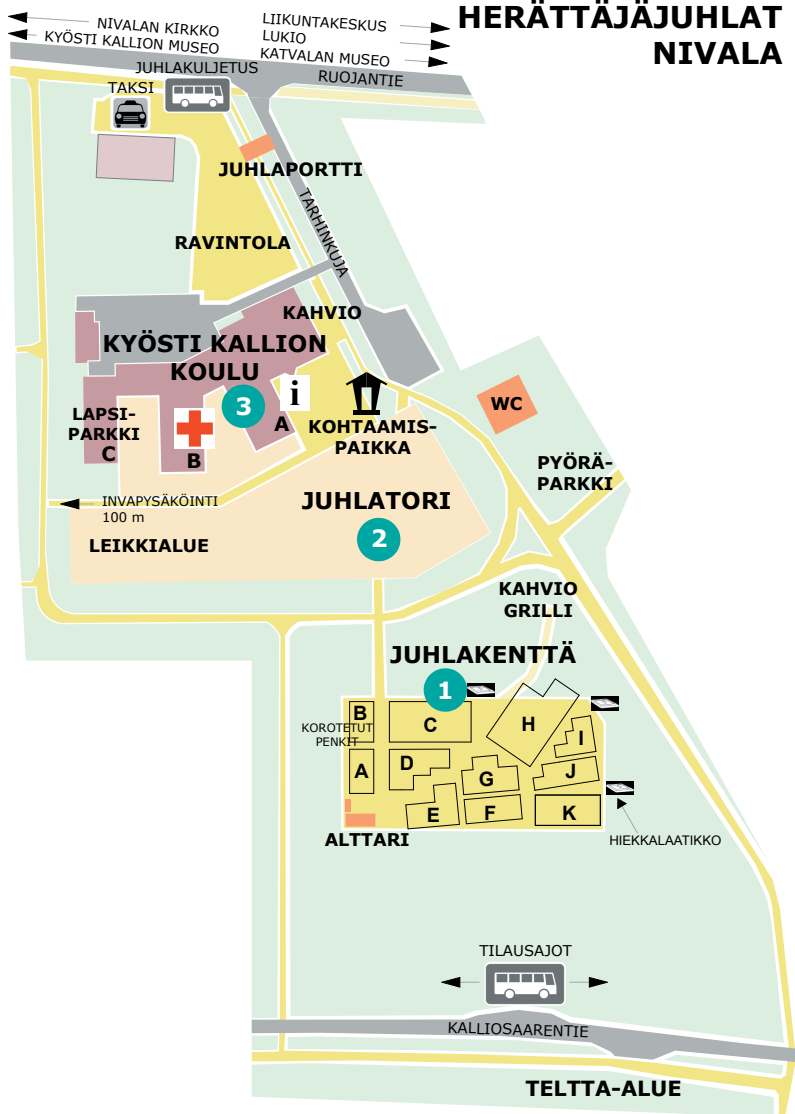 HERÄTTÄJÄJUHLAT
NIVALA
NIVALAN KIRKKO
KYÖSTI KALLION MUSEO
LIIKUNTAKESKUS
LUKIO
KATVALAN MUSEO
RUOJANTIE
JUHLAKULJETUS
TAKSI
JUHLAPORTTI
TARHINKUJA
RAVINTOLA
KAHVIO
KYÖSTI KALLION
KOULU
3
i
A
LAPSI-
PARKKI
C
B
KOHTAAMIS-
PAIKKA
WC
PYÖRÄ-
PARKKI
INVAPYSÄKÖINTI
100 m
JUHLATORI
2
LEIKKIALUE
KAHVIO
GRILLI
JUHLAKENTTÄ
1
B
KOROTETUT
PENKIT
C
H
I
A
D
G
J
E
F
K
ALTTARI
HIEKKALAATIKKO
TILAUSAJOT
KALLIOSAARENTIE
TELTTA-ALUE